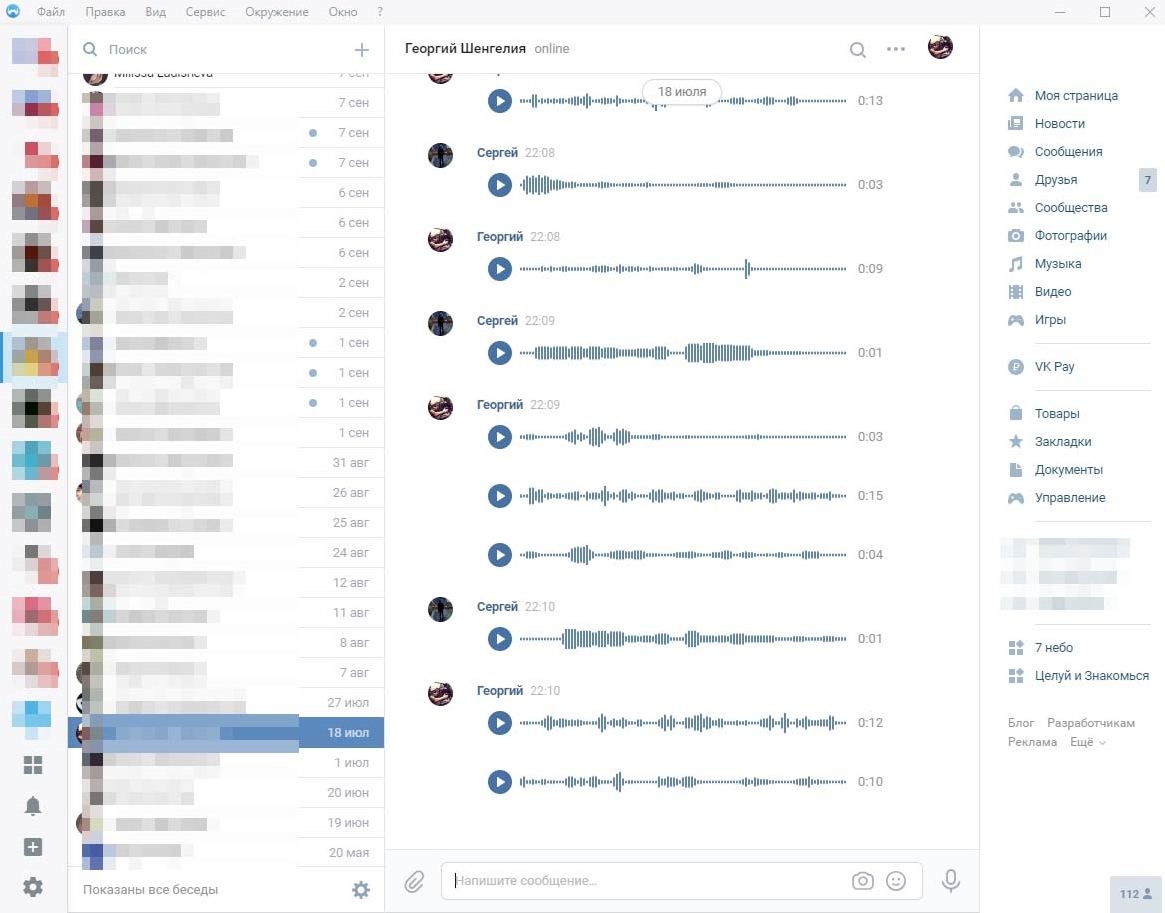 Файл Правка Вид Сервис Окружение Окно ?
Поиск
7 сен
7 сен
7 сен
7 сен
6 сен
6 сен
6 сен
2 сен
2 сен
1 сен
1 сен
1 сен
1 сен
31 авг
26 авг
25 авг
24 авг
12 авг
11 авг
8 авг
7 авг
27 июл
18 июл
1 июл
20 июн
19 июн
20 мая
Показаны все беседы
Георгий Шенгелия online
18 июля
0:13
Сергей 22:08
0:03
Георгий 22:08
0:09
Сергей 22:09
0:01
Георгий 22:09
0:03
0:15
0:04
Сергей 22:10
0:01
Георгий 22:10
0:12
0:10
Напишите сообщение...
Моя страница
Новости
Сообщения
Друзья 7
Сообщества
Фотографии
Музыка
Видео
Игры
VK Pay
Товары
Закладки
Документы
Управление
7 небо
Целуй и Знакомься
Блог Разработчикам
Реклама Ещё
112